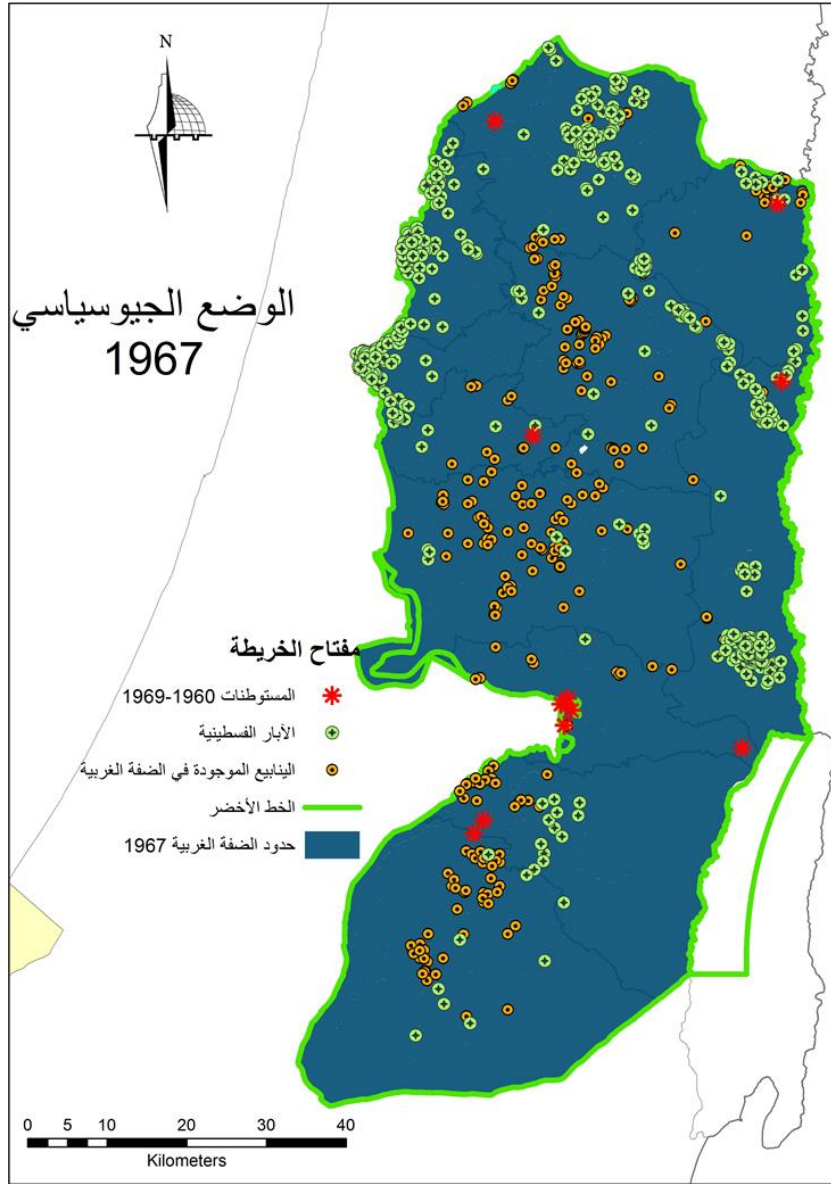 N
الوضع الجيوسياسي
1967
مفتاح الخريطة
المستوطنات 1960-1969
الآبار الفسطينية
الينابيع الموجودة في الضفة الغربية
الخط الأخضر
حدود الضفة الغربية 1967
0 5 10 20 30 40
Kilometers